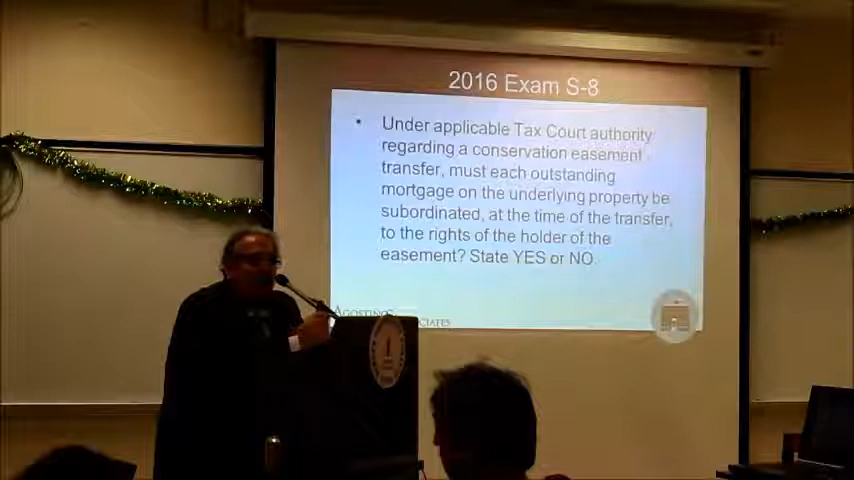 2016 Exam S-8
• Under applicable Tax Court authority
regarding a conservation easement
transfer, must each outstanding
mortgage on the underlying property be
subordinated, at the time of the transfer,
to the rights of the holder of the
easement? State YES or NO.